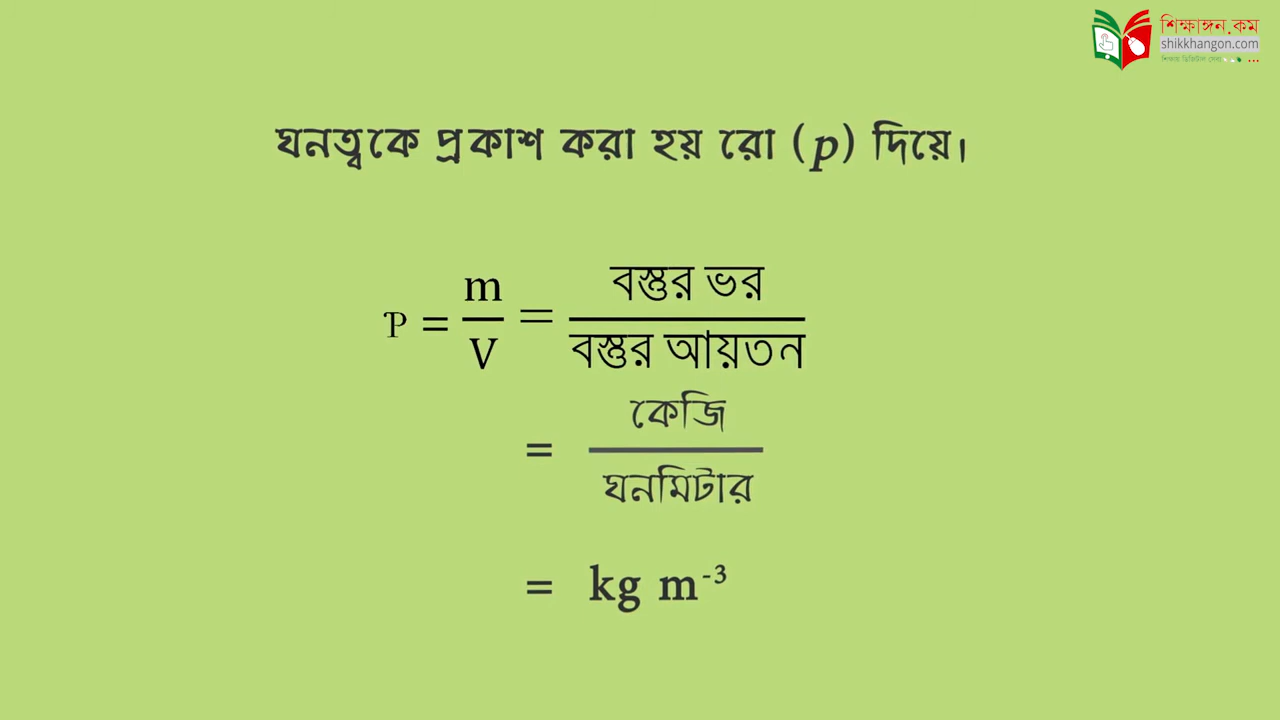 শিক্ষাঙ্গন.কম
shikkhangon.com
ঘনত্বকে প্রকাশ করা হয় রো (p) দিয়ে।
Ƿ = m/V = বস্তুর ভর/বস্তুর আয়তন
= কেজি/ঘনমিটার
= kg m⁻³